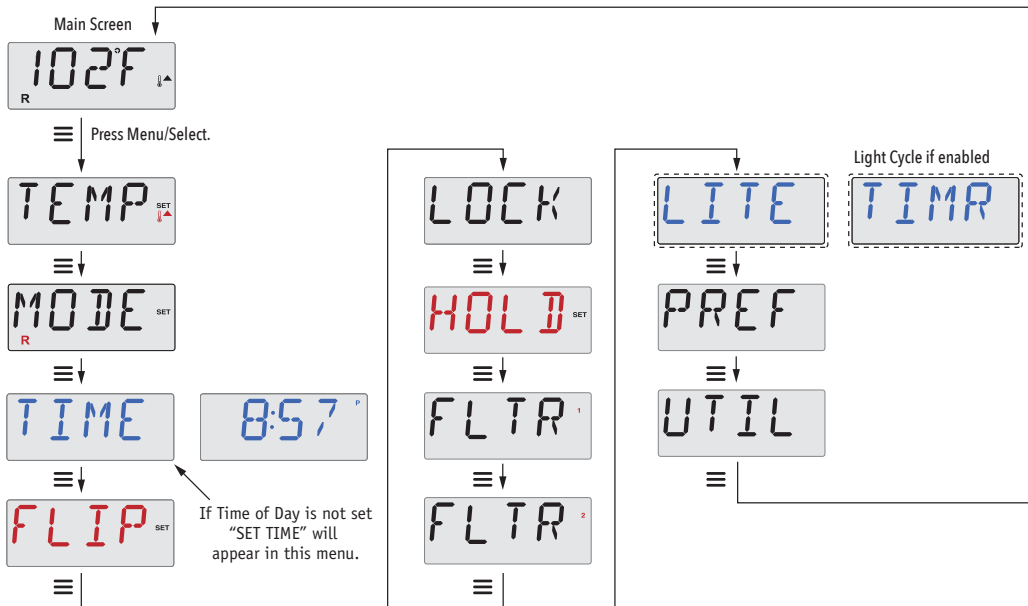 Main Screen
102°F
R
Press Menu/Select.
TEMP SET
MODE SET
R
TIME
8:57 P
If Time of Day is not set
“SET TIME” will
appear in this menu.
FLIP SET
LOCK
HOLD SET
FLTR 1
FLTR 2
Light Cycle if enabled
LITE
TIMR
PREF
UTIL